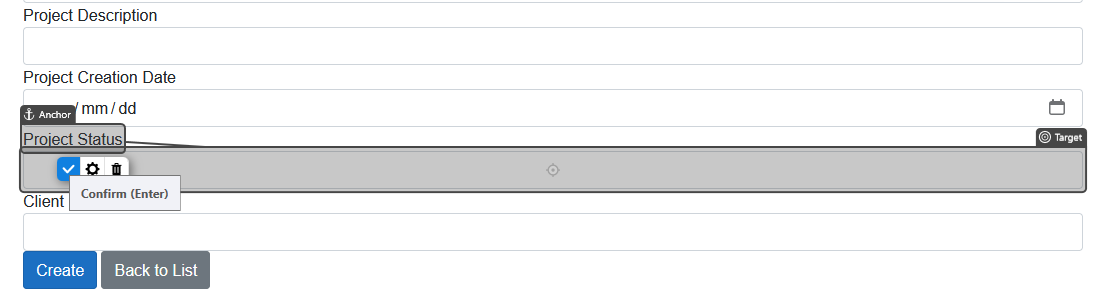 Project Description
Project Creation Date
/ mm / dd
Anchor
Project Status
Target
Confirm (Enter)
Client
Create Back to List